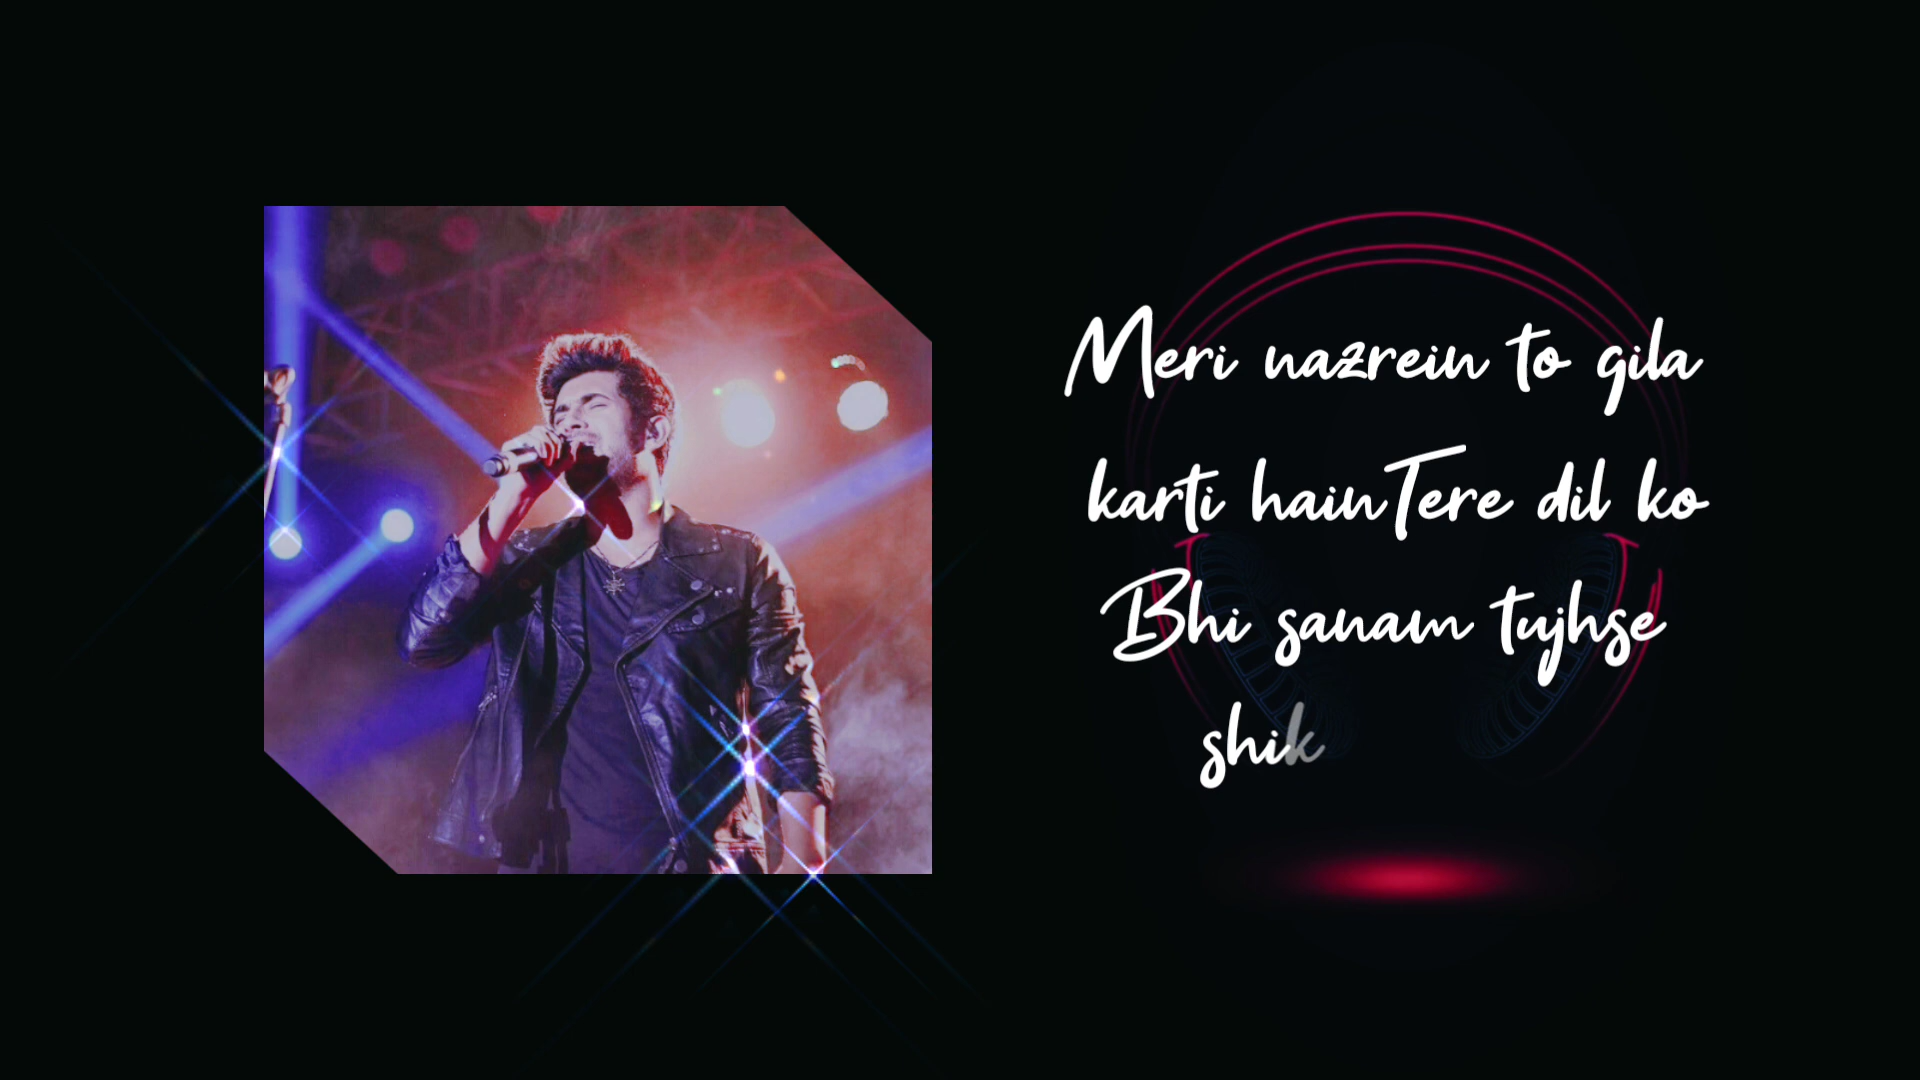 Meri nazrein to gila
karti hainTere dil ko
Bhi sanam tujhse
shik